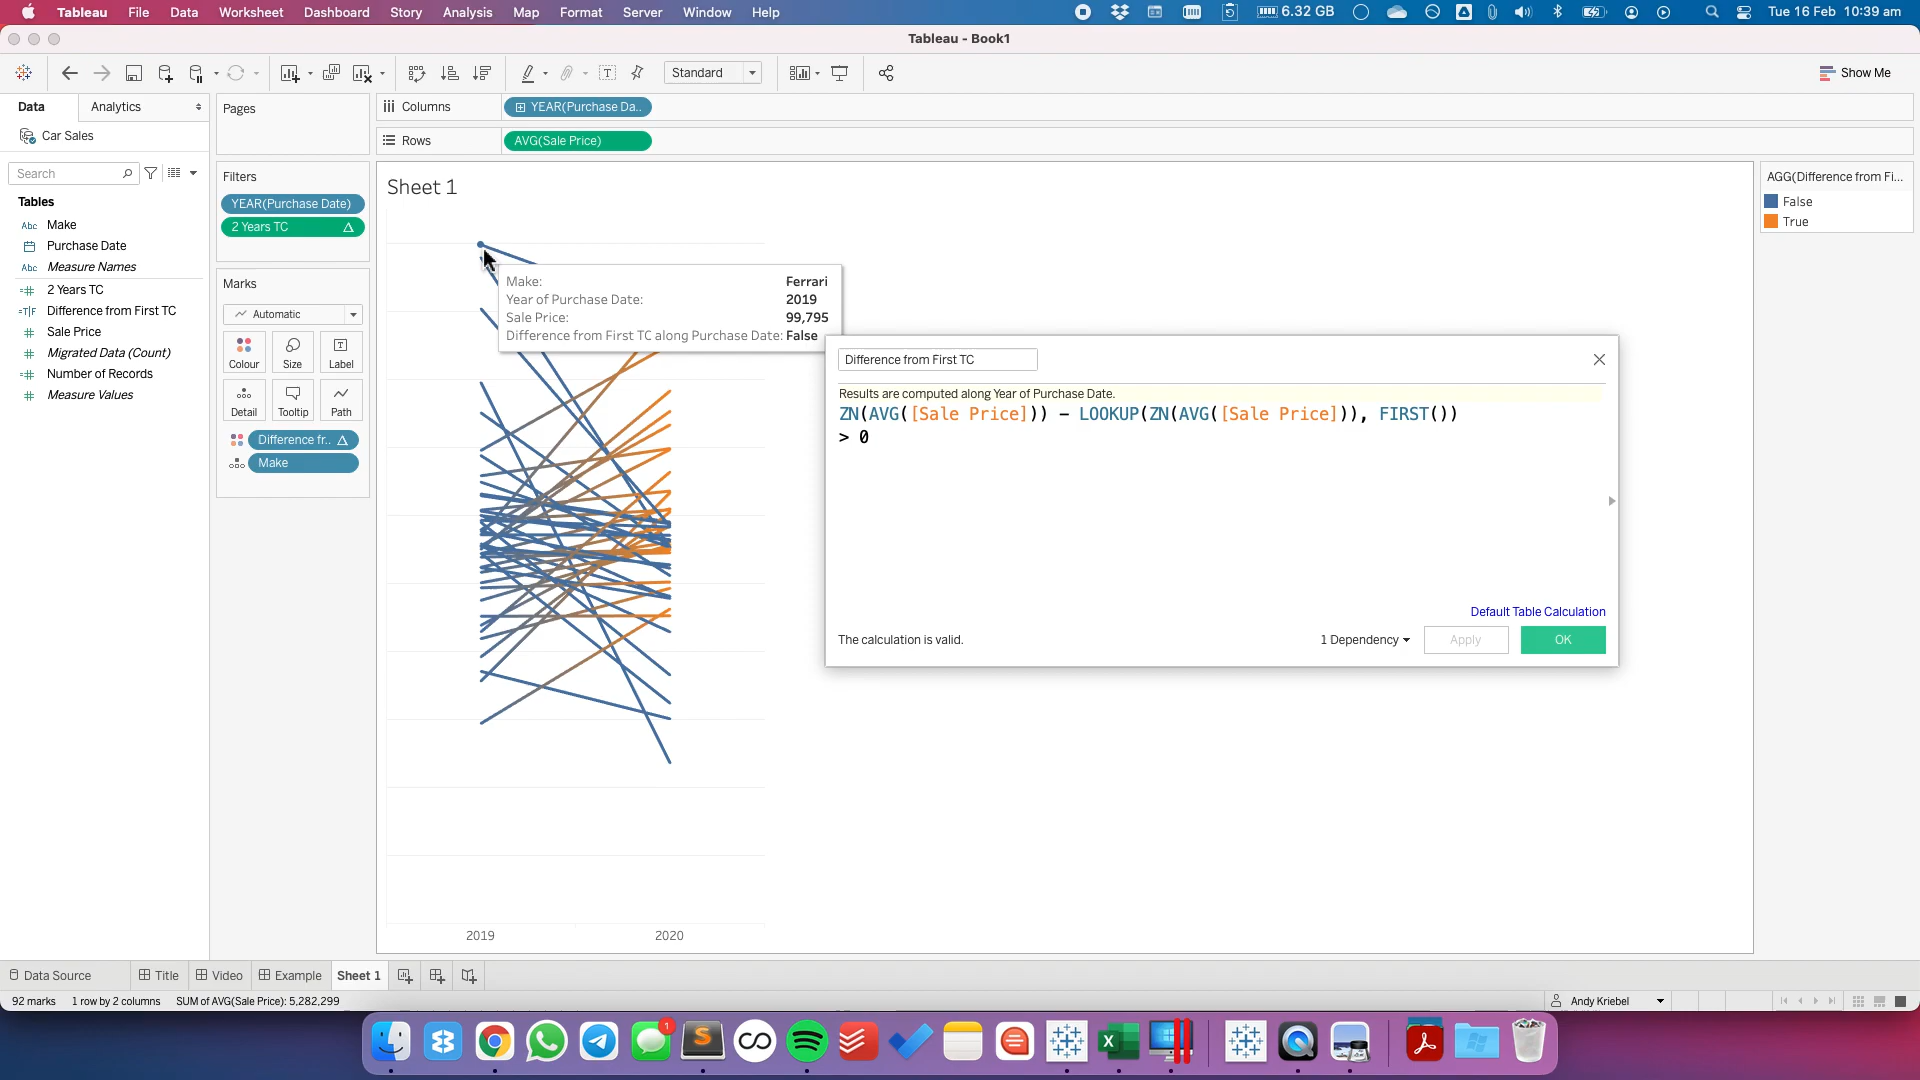 Tableau File Data Worksheet Dashboard Story Analysis Map Format Server Window Help 6.32 GB Tue 16 Feb 10:39 am
Tableau - Book1
Standard Show Me
Data Analytics
Car Sales
Search
Tables
Abc Make
Purchase Date
Abc Measure Names
2 Years TC
=T|F Difference from First TC
Sale Price
Migrated Data (Count)
Number of Records
Measure Values
Pages
Filters
YEAR(Purchase Date)
2 Years TC
Marks
Automatic
Colour Size Label
Detail Tooltip Path
Difference fr..
Make
Columns YEAR(Purchase Da..
Rows AVG(Sale Price)
Sheet 1
Make: Ferrari
Year of Purchase Date: 2019
Sale Price: 99,795
Difference from First TC along Purchase Date: False
Difference from First TC
Results are computed along Year of Purchase Date.
ZN(AVG([Sale Price])) - LOOKUP(ZN(AVG([Sale Price])), FIRST())
> 0
Default Table Calculation
The calculation is valid. 1 Dependency Apply OK
2019 2020
AGG(Difference from Fi...
False
True
Data Source Title Video Example Sheet 1
92 marks 1 row by 2 columns SUM of AVG(Sale Price): 5,282,299 Andy Kriebel
1